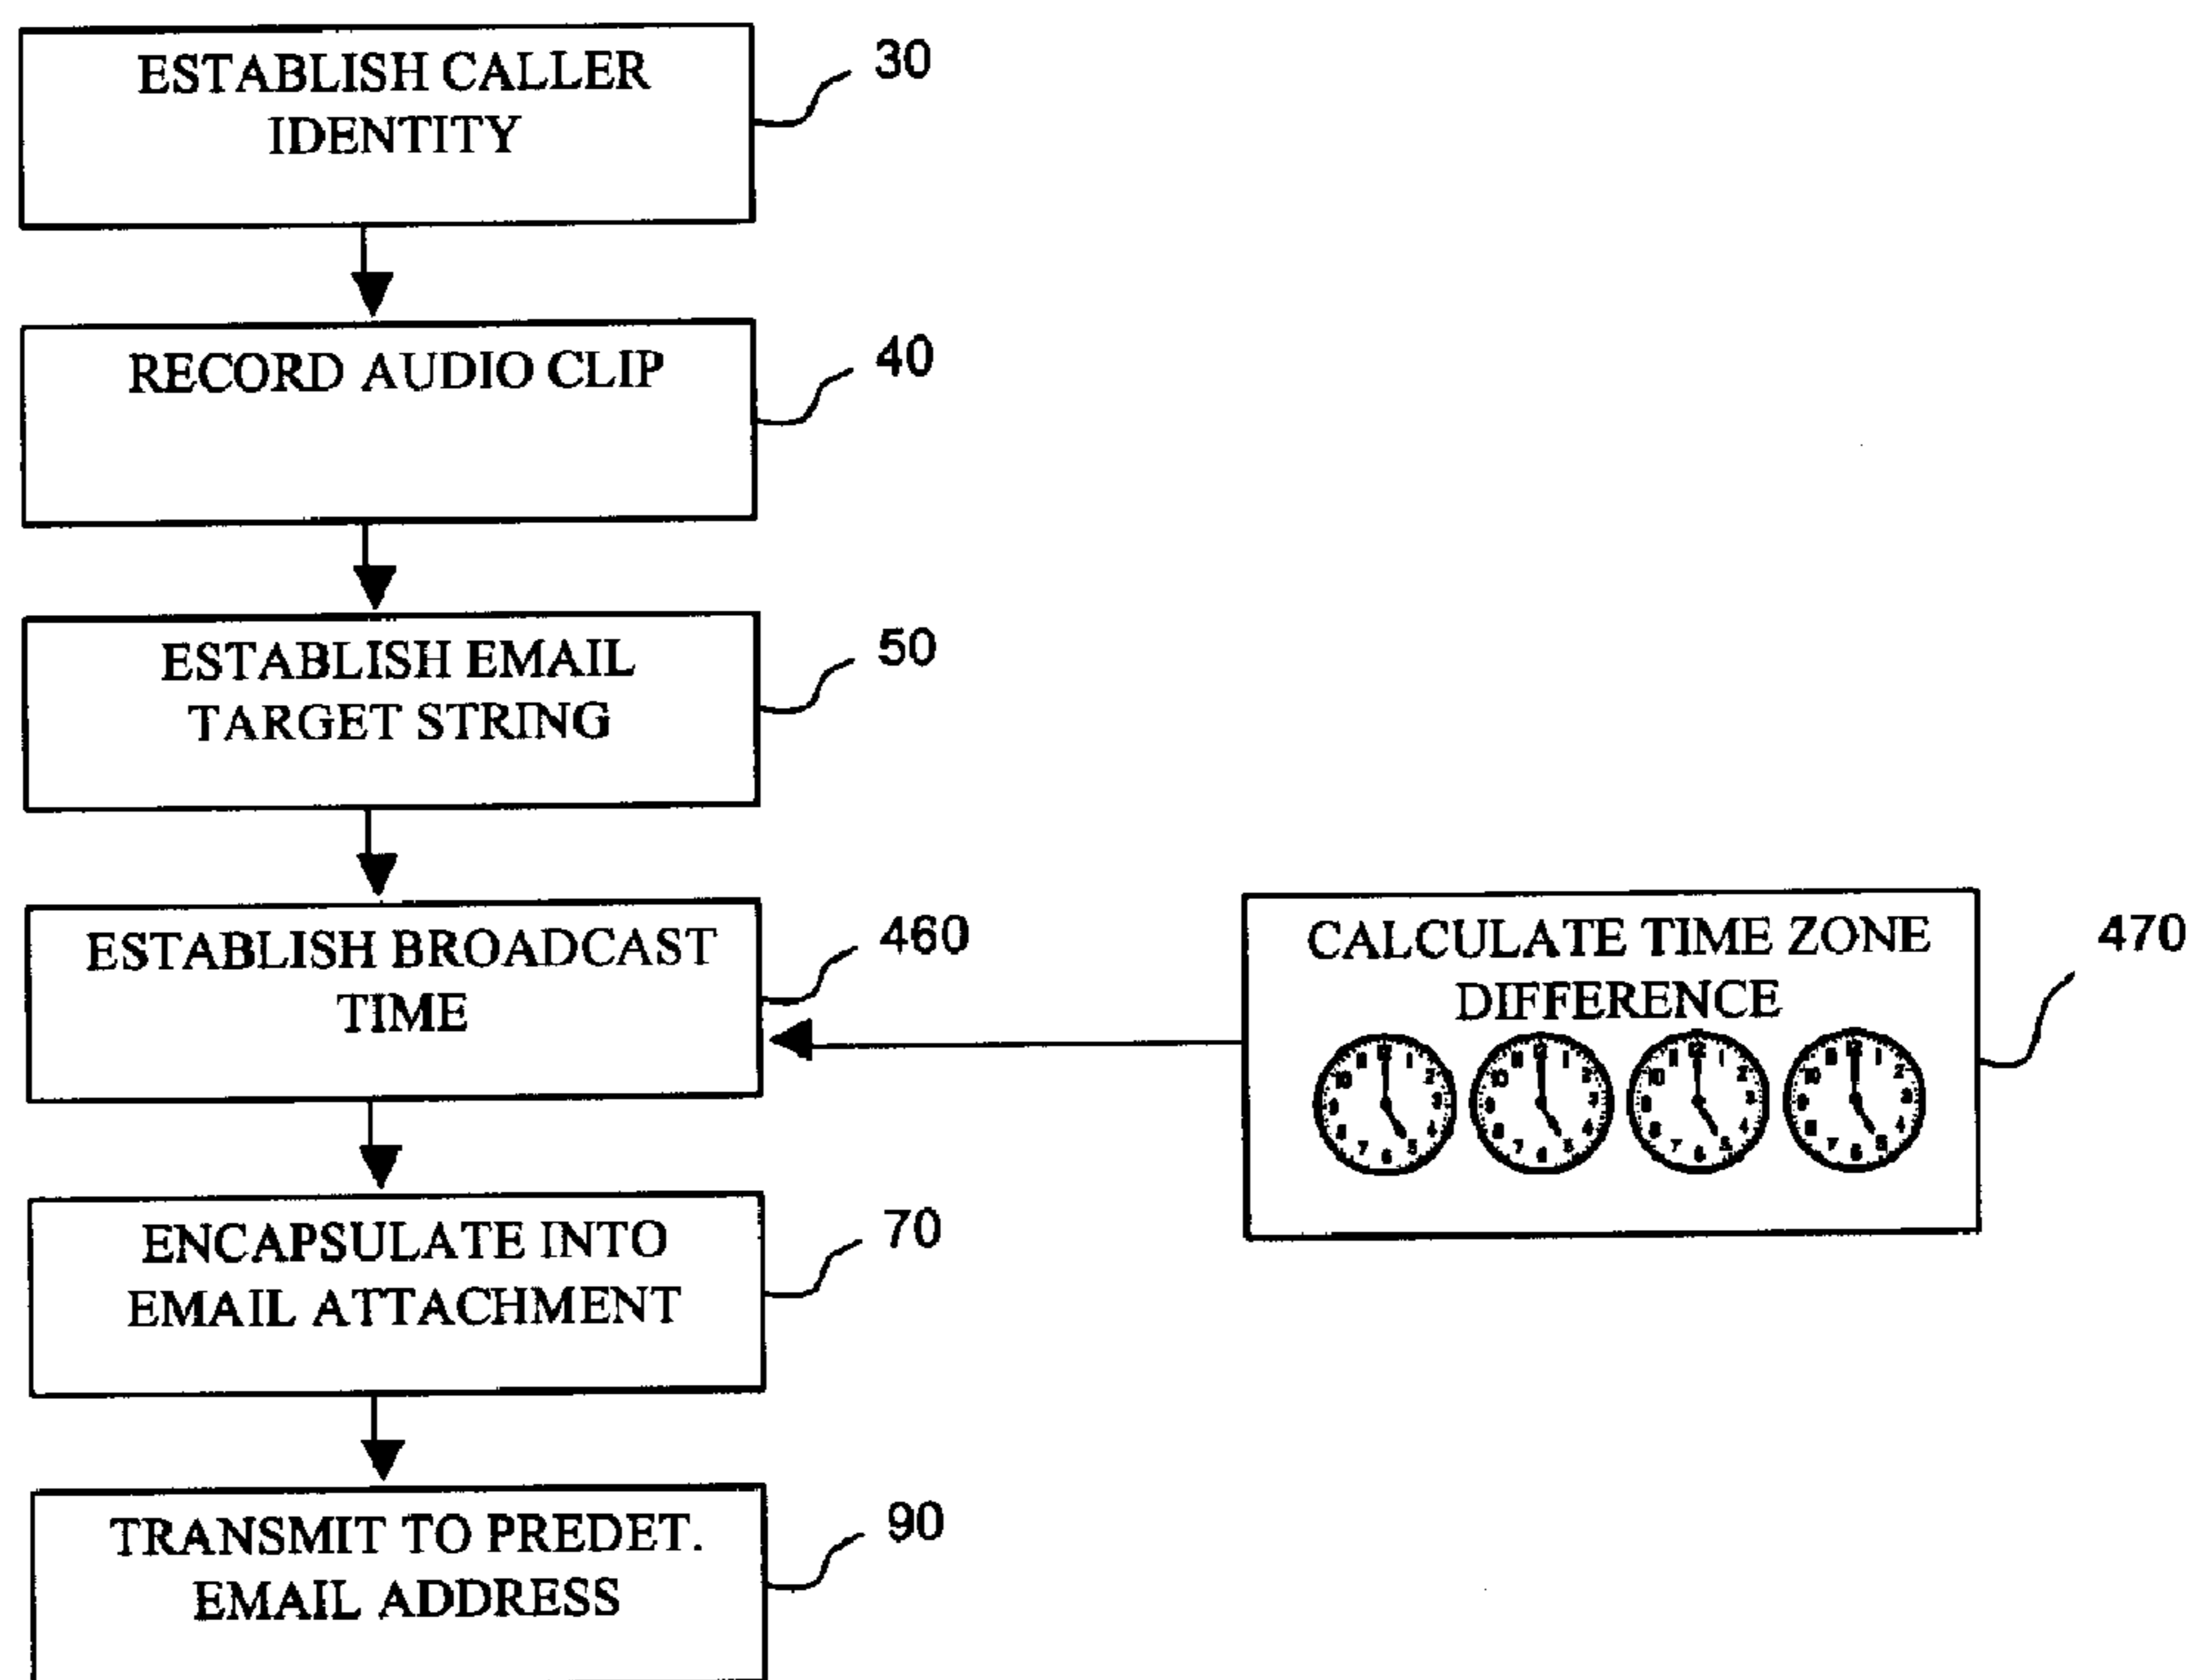 ESTABLISH CALLER
IDENTITY
30
RECORD AUDIO CLIP
40
ESTABLISH EMAIL
TARGET STRING
50
ESTABLISH BROADCAST
TIME
460
CALCULATE TIME ZONE
DIFFERENCE
470
ENCAPSULATE INTO
EMAIL ATTACHMENT
70
TRANSMIT TO PREDET.
EMAIL ADDRESS
90